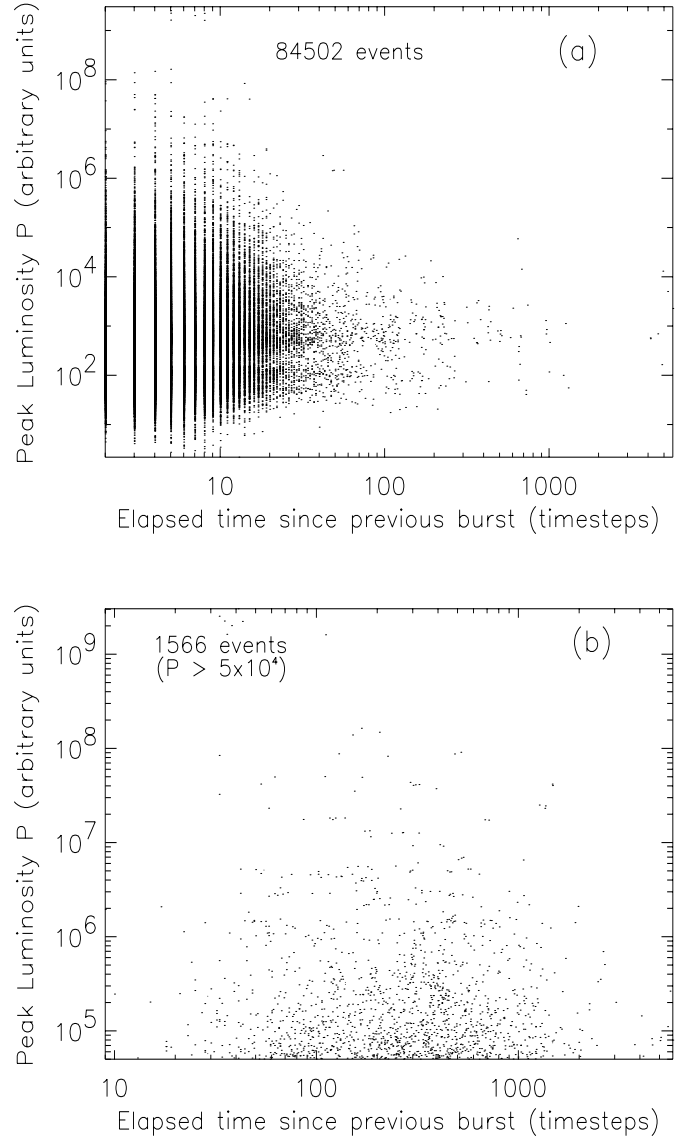 84502 events
(a)
10⁸
10⁶
10⁴
10²
Peak Luminosity P (arbitrary units)
10 100 1000
Elapsed time since previous burst (timesteps)
1566 events
(P > 5x10⁴)
(b)
10⁹
10⁸
10⁷
10⁶
10⁵
Peak Luminosity P (arbitrary units)
10 100 1000
Elapsed time since previous burst (timesteps)